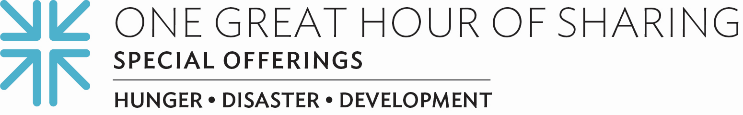 ONE GREAT HOUR OF SHARING
SPECIAL OFFERINGS
HUNGER • DISASTER • DEVELOPMENT